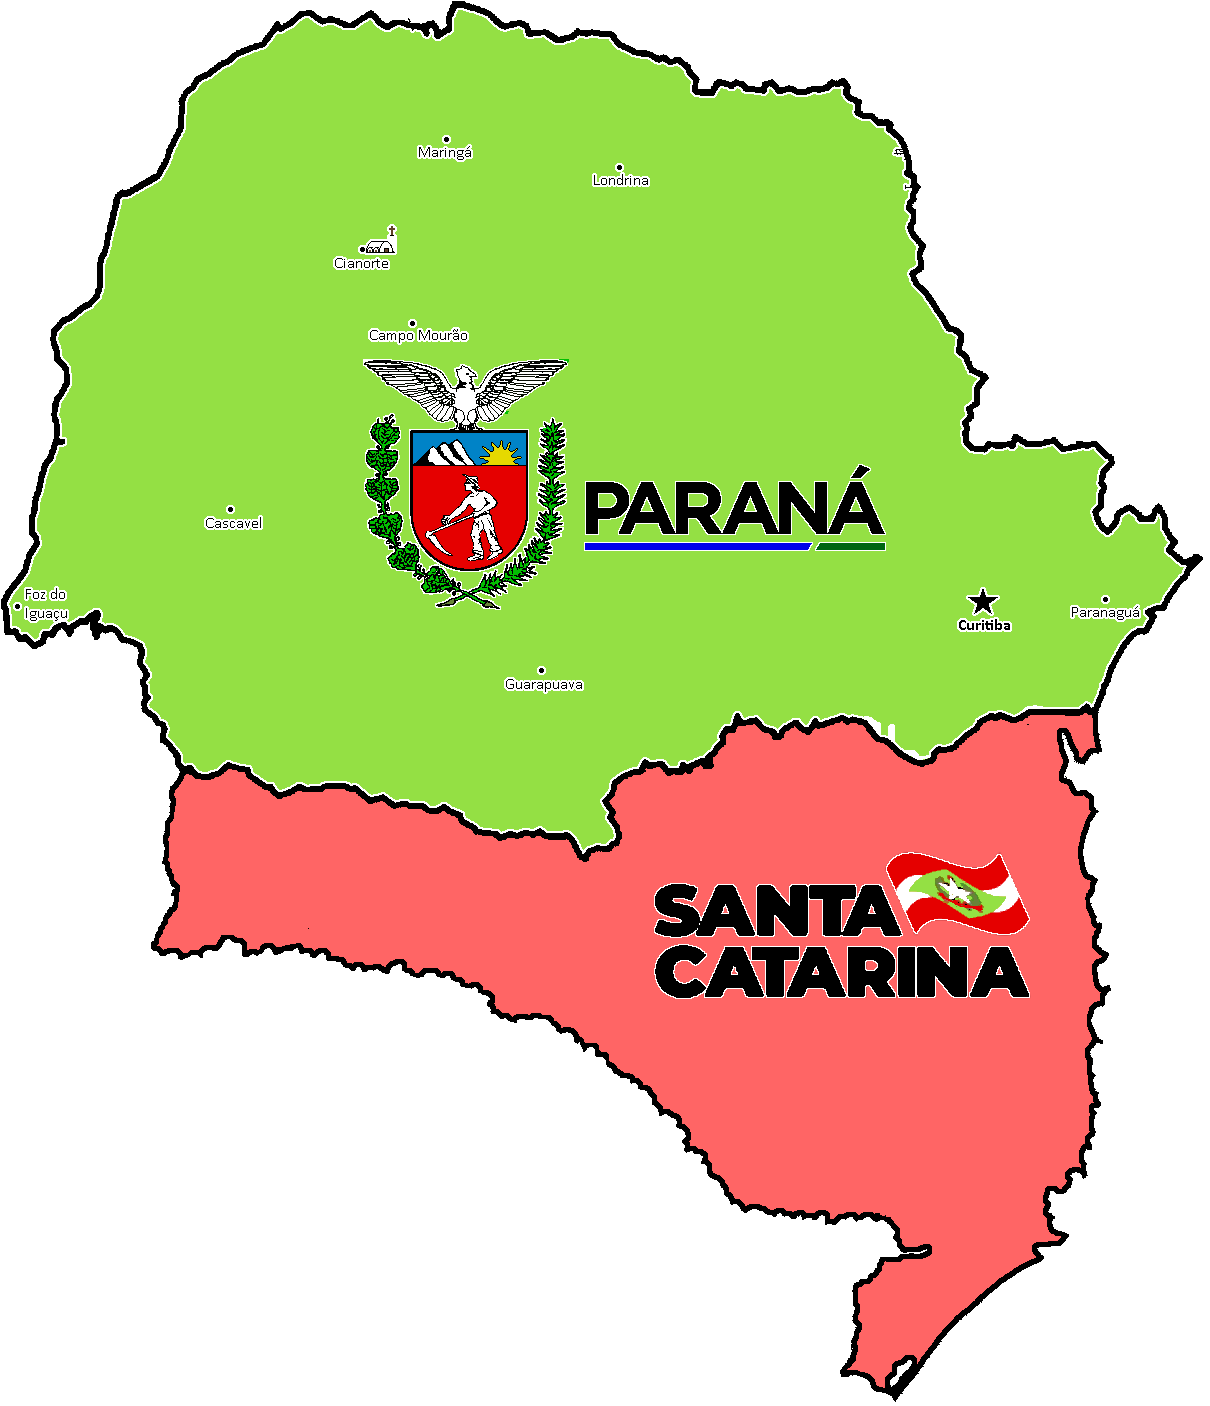 Maringá
Londrina
Cianorte
Campo Mourão
PARANÁ
Cascavel
Foz do
Iguaçu
Curitiba
Paranaguá
Guarapuava
SANTA
CATARINA